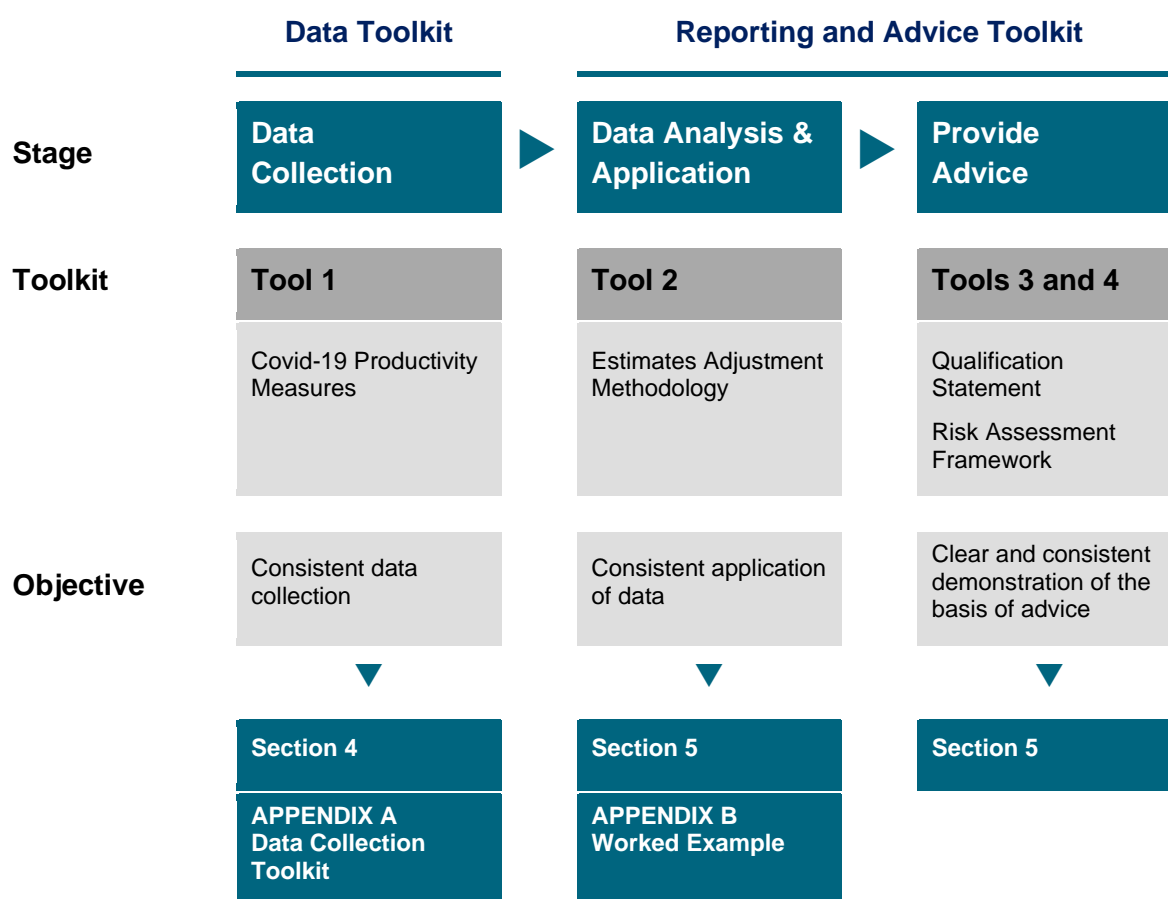 Data Toolkit
Reporting and Advice Toolkit
Stage
Data
Collection
Data Analysis &
Application
Provide
Advice
Toolkit
Tool 1
Tool 2
Tools 3 and 4
Covid-19 Productivity
Measures
Estimates Adjustment
Methodology
Qualification
Statement
Risk Assessment
Framework
Objective
Consistent data
collection
Consistent application
of data
Clear and consistent
demonstration of the
basis of advice
Section 4
Section 5
Section 5
APPENDIX A
Data Collection
Toolkit
APPENDIX B
Worked Example